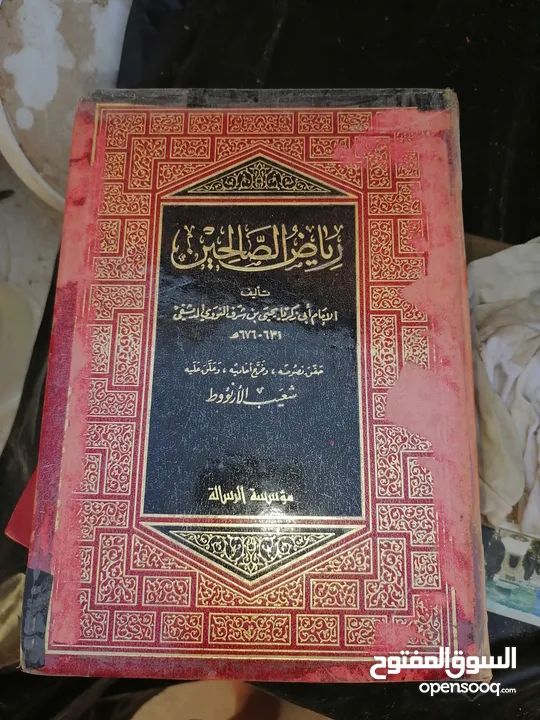 رياض الصالحين
تأليف
الإمام أبي زكريا يحيى بن شرف النووي الدمشقي
٦٣١-٦٧٦هـ
حقق نصوصه، وخرج أحاديثه، وعلق عليه
شعيب الأرنؤوط
مؤسسة الرسالة
السوق المفتوح
opensooq.com